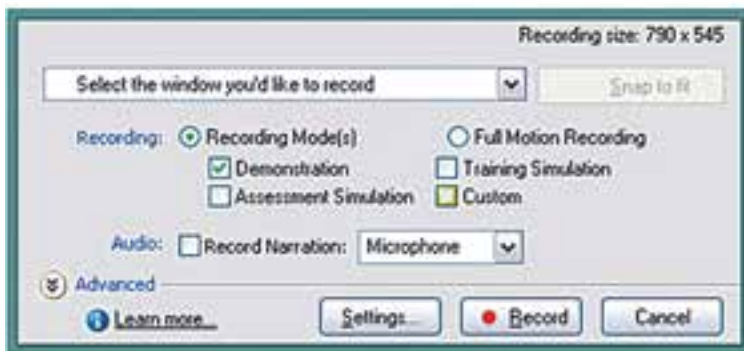 Recording size: 790 x 545
Select the window you'd like to record Snap to fit
Recording: Recording Mode(s) Full Motion Recording
Demonstration Training Simulation
Assessment Simulation Custom
Audio: Record Narration: Microphone
Advanced
Learn more... Settings... Record Cancel